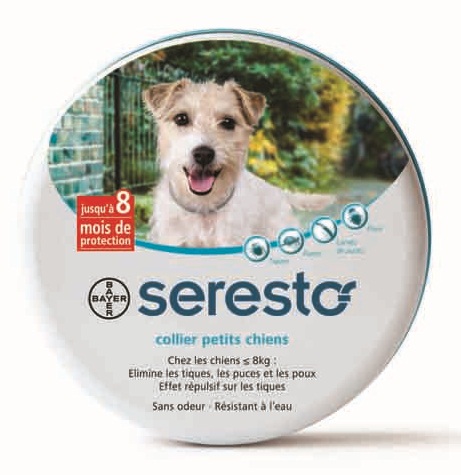 jusqu'à 8
mois de
protection
BAYER
BAYER
seresto
collier petits chiens
Chez les chiens ≤ 8kg :
Elimine les tiques, les puces et les poux
Effet répulsif sur les tiques
Sans odeur - Résistant à l'eau